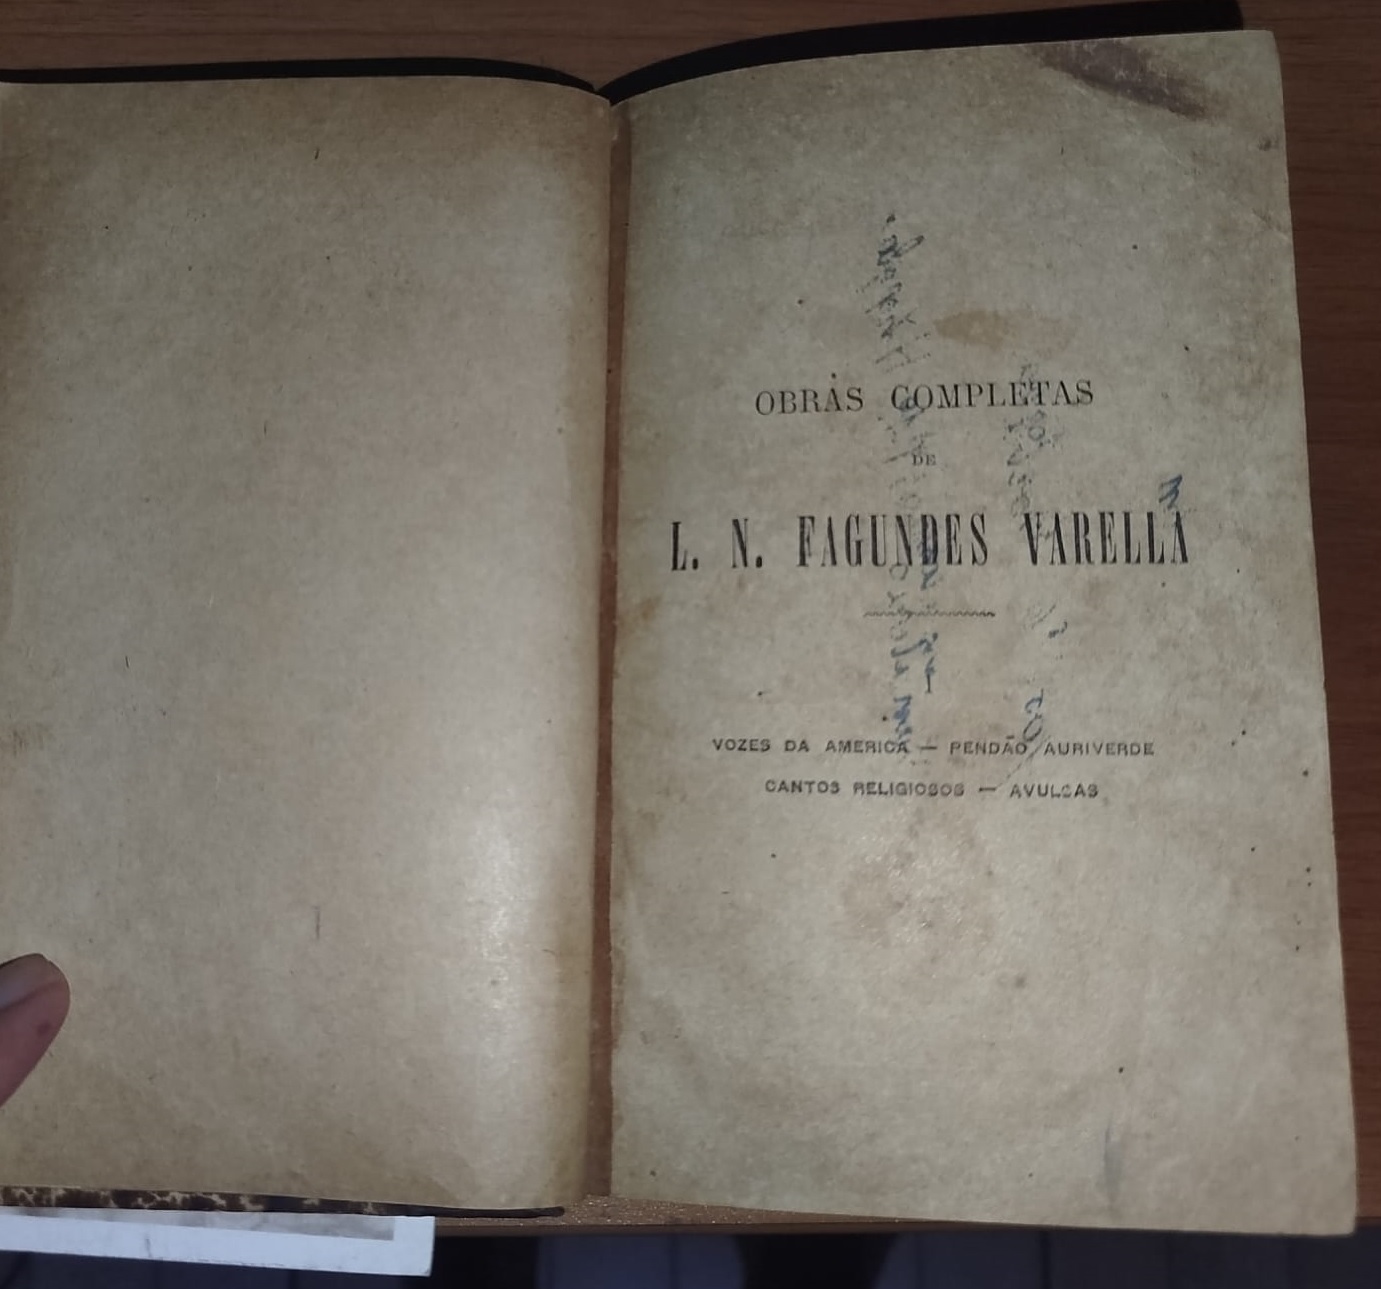 OBRAS COMPLETAS
DE
L. N. FAGUNDES VARELLA
VOZES DA AMERICA — PENDÃO AURIVERDE
CANTOS RELIGIOSOS — AVULSAS